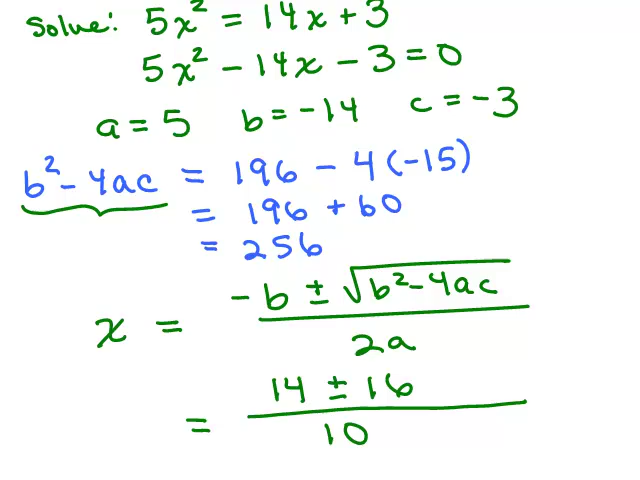 Solve: 5x² = 14x + 3
5x² - 14x - 3 = 0
a = 5 b = -14 c = -3
b² - 4ac = 196 - 4(-15)
= 196 + 60
= 256
x = (-b ± √(b² - 4ac)) / 2a
= (14 ± 16) / 10